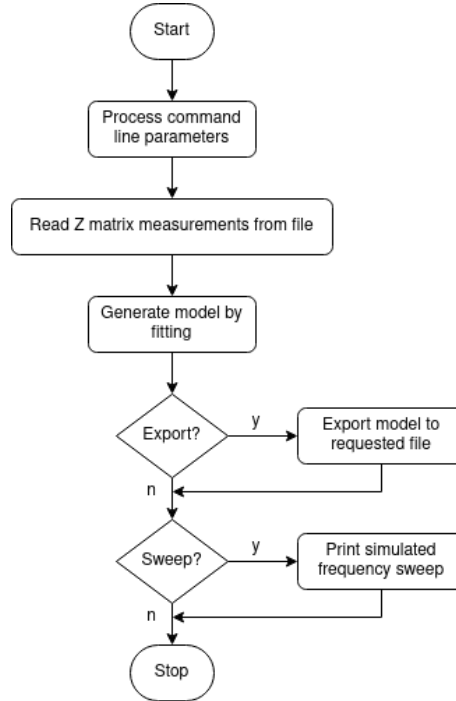 Start
Process command
line parameters
Read Z matrix measurements from file
Generate model by
fitting
Export?
y
Export model to
requested file
n
Sweep?
y
Print simulated
frequency sweep
n
Stop